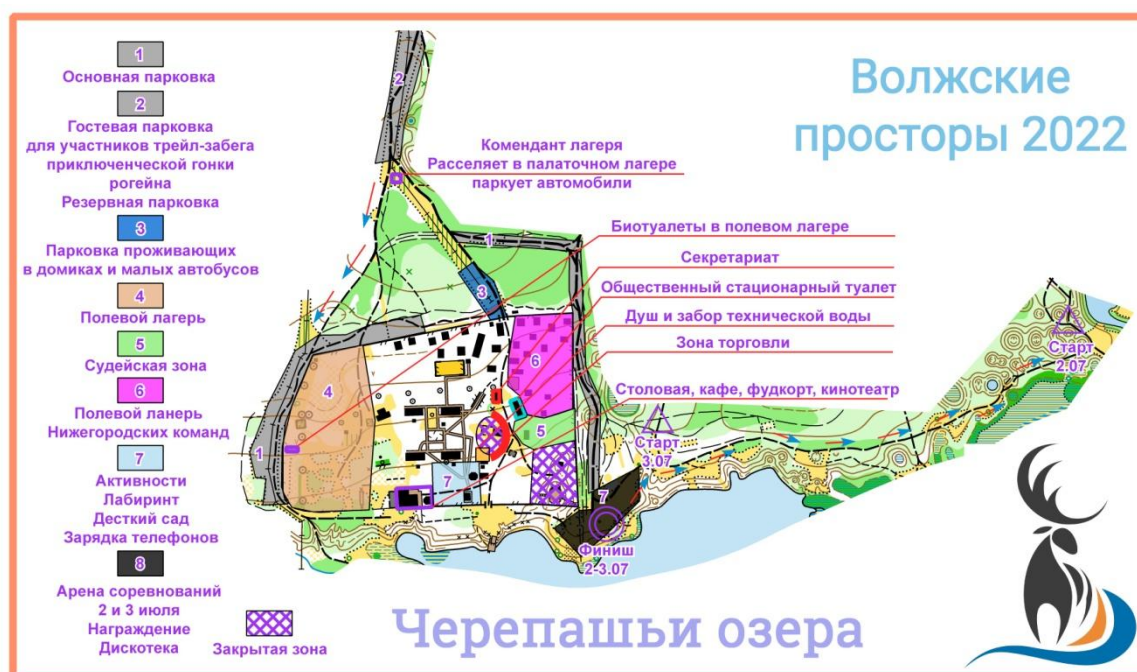 1
Основная парковка
2
Гостевая парковка
для участников трейл-забега
приключенческой гонки
рогейна
Резервная парковка
3
Парковка проживающих
в домиках и малых автобусов
4
Полевой лагерь
5
Судейская зона
6
Полевой ланерь
Нижегородских команд
7
Активности
Лабиринт
Десткий сад
Зарядка телефонов
8
Арена соревнований
2 и 3 июля
Награждение
Дискотека
Закрытая зона
Волжские
просторы 2022
2
Комендант лагеря
Расселяет в палаточном лагере
паркует автомобили
Биотуалеты в полевом лагере
1
Секретариат
3
Общественный стационарный туалет
Душ и забор технической воды
Зона торговли
Старт
2.07
6
4
Столовая, кафе, фудкорт, кинотеатр
5
Старт
3.07
1
7
7
Финиш
2-3.07
Черепашьи озера